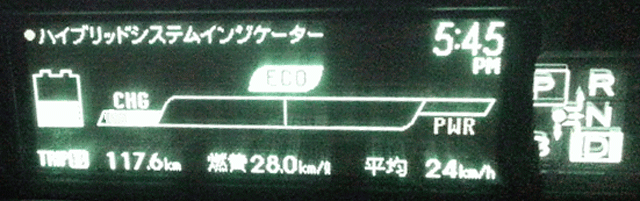 ハイブリッドシステムインジケーター
5:45
PM
ECO
CHG
PWR
TRIP B 117.6km 燃費28.0km/ℓ 平均 24km/h
P R
N
B D